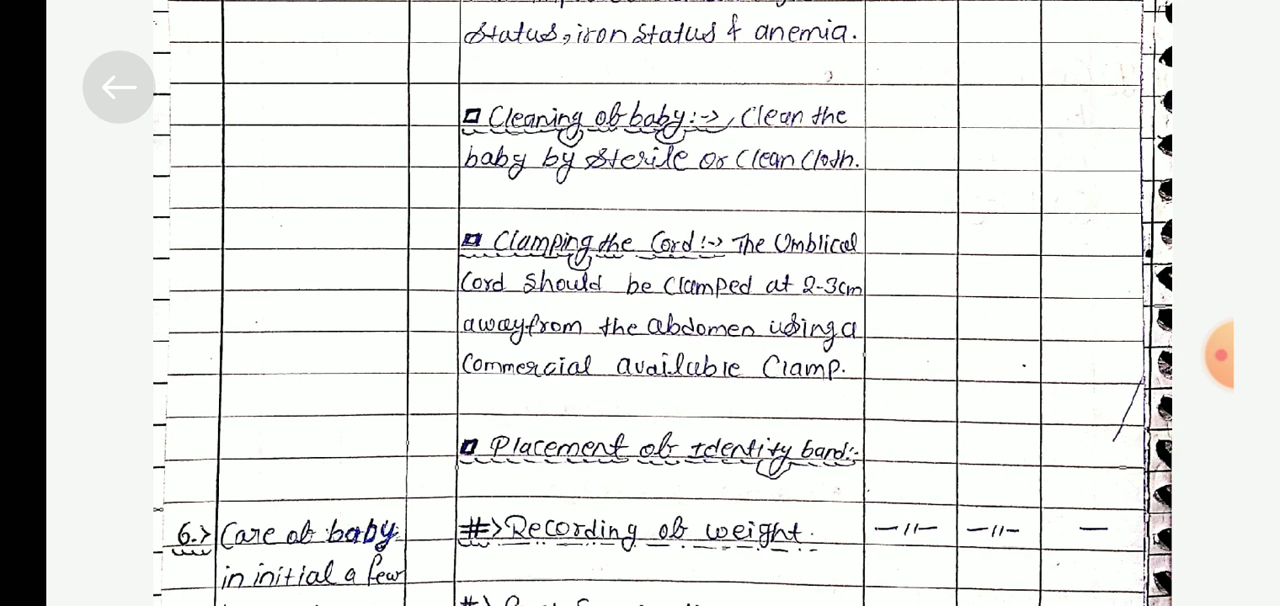 status, iron status & anemia.
Cleaning of baby:-> Clean the
baby by sterile or clean cloth.
Clamping the Cord:-> The Umblical
Cord should be clamped at 2-3cm
away from the abdomen using a
Commercial available Clamp.
Placement of Identity band:-
6.> Care of baby #> Recording of weight. -11- -11- -
in initial a few